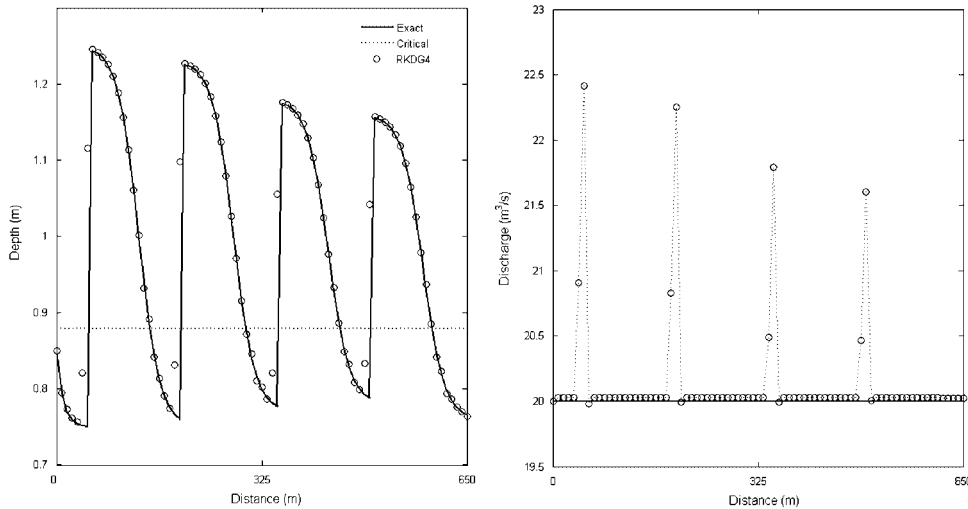 Exact
Critical
RKDG4
1.2
1.1
1
0.9
0.8
0.7
Depth (m)
0
325
650
Distance (m)
23
22.5
22
21.5
21
20.5
20
19.5
Discharge (m³/s)
0
325
650
Distance (m)